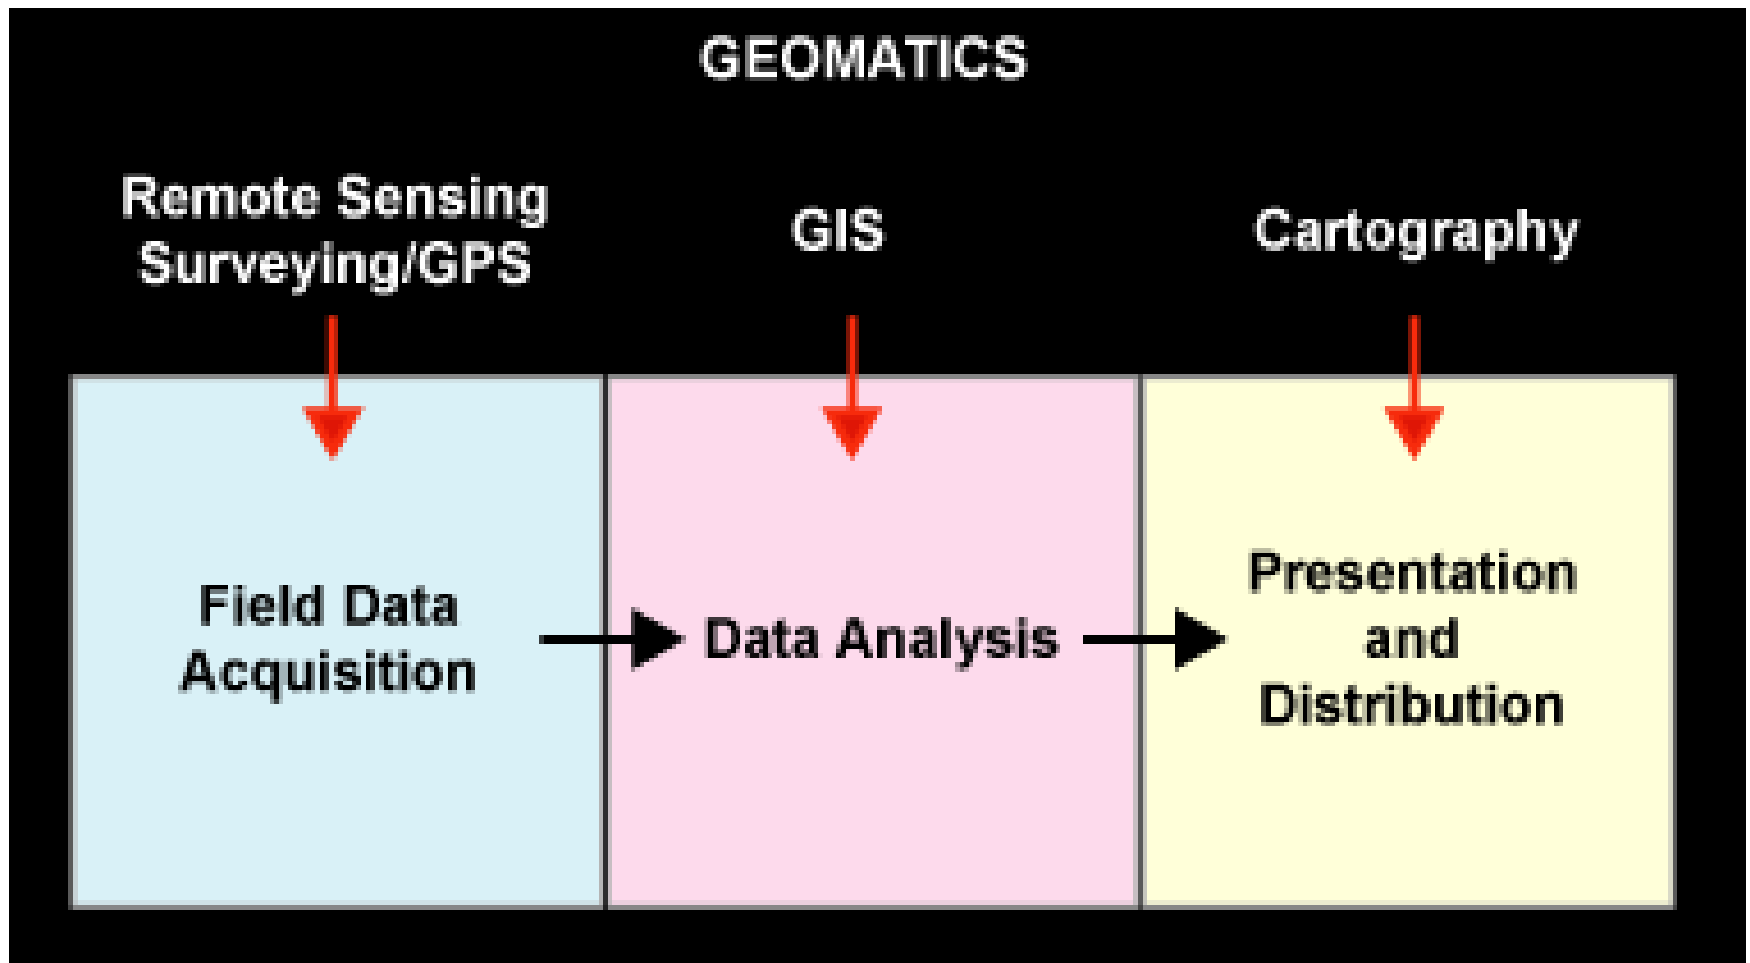 GEOMATICS
Remote Sensing
Surveying/GPS
GIS
Cartography
Field Data
Acquisition
Data Analysis
Presentation
and
Distribution